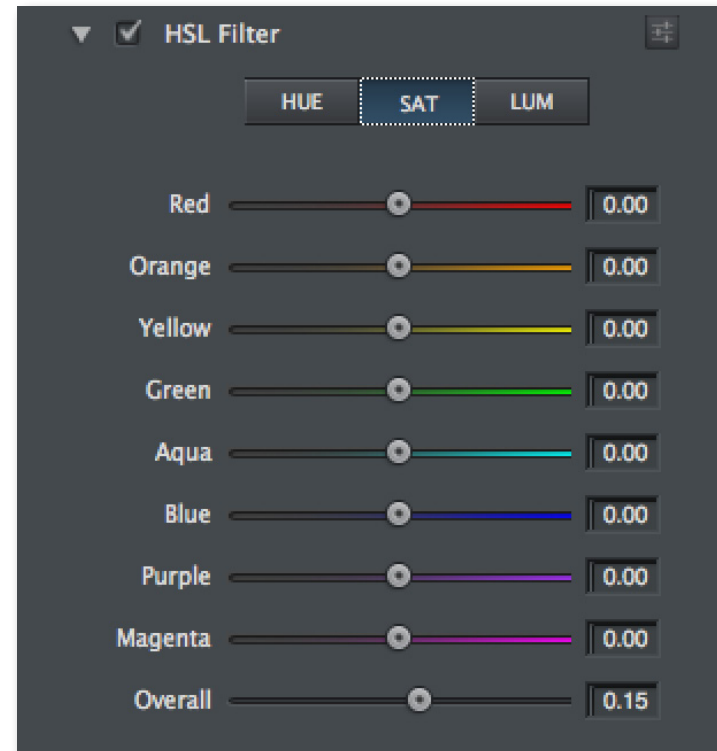 HSL Filter
HUE SAT LUM
Red 0.00
Orange 0.00
Yellow 0.00
Green 0.00
Aqua 0.00
Blue 0.00
Purple 0.00
Magenta 0.00
Overall 0.15